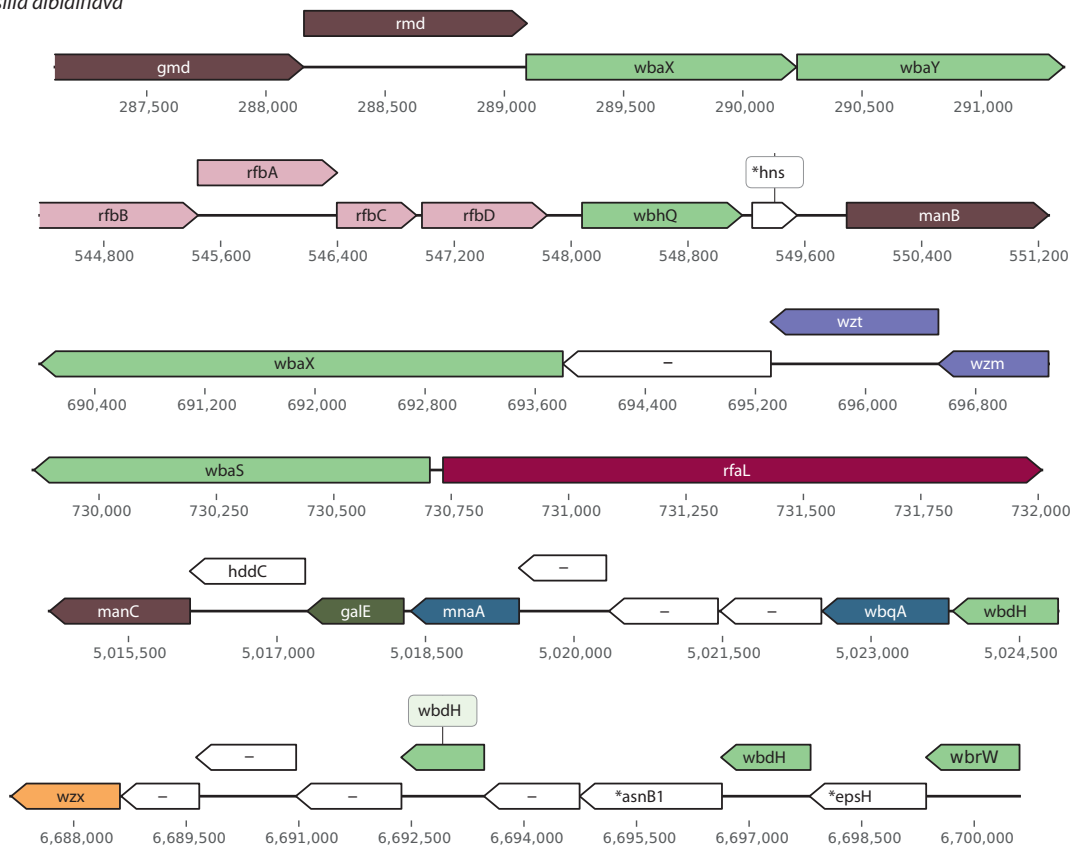 albidiflava
rmd
gmd wbaX wbaY
287,500 288,000 288,500 289,000 289,500 290,000 290,500 291,000
rfbA *hns
rfbB rfbC rfbD wbhQ manB
544,800 545,600 546,400 547,200 548,000 548,800 549,600 550,400 551,200
wzt
wbaX – wzm
690,400 691,200 692,000 692,800 693,600 694,400 695,200 696,000 696,800
wbaS rfaL
730,000 730,250 730,500 730,750 731,000 731,250 731,500 731,750 732,000
hddC –
manC galE mnaA – – wbqA wbdH
5,015,500 5,017,000 5,018,500 5,020,000 5,021,500 5,023,000 5,024,500
wbdH
– wbdH wbrW
wzx – – – *asnB1 *epsH
6,688,000 6,689,500 6,691,000 6,692,500 6,694,000 6,695,500 6,697,000 6,698,500 6,700,000